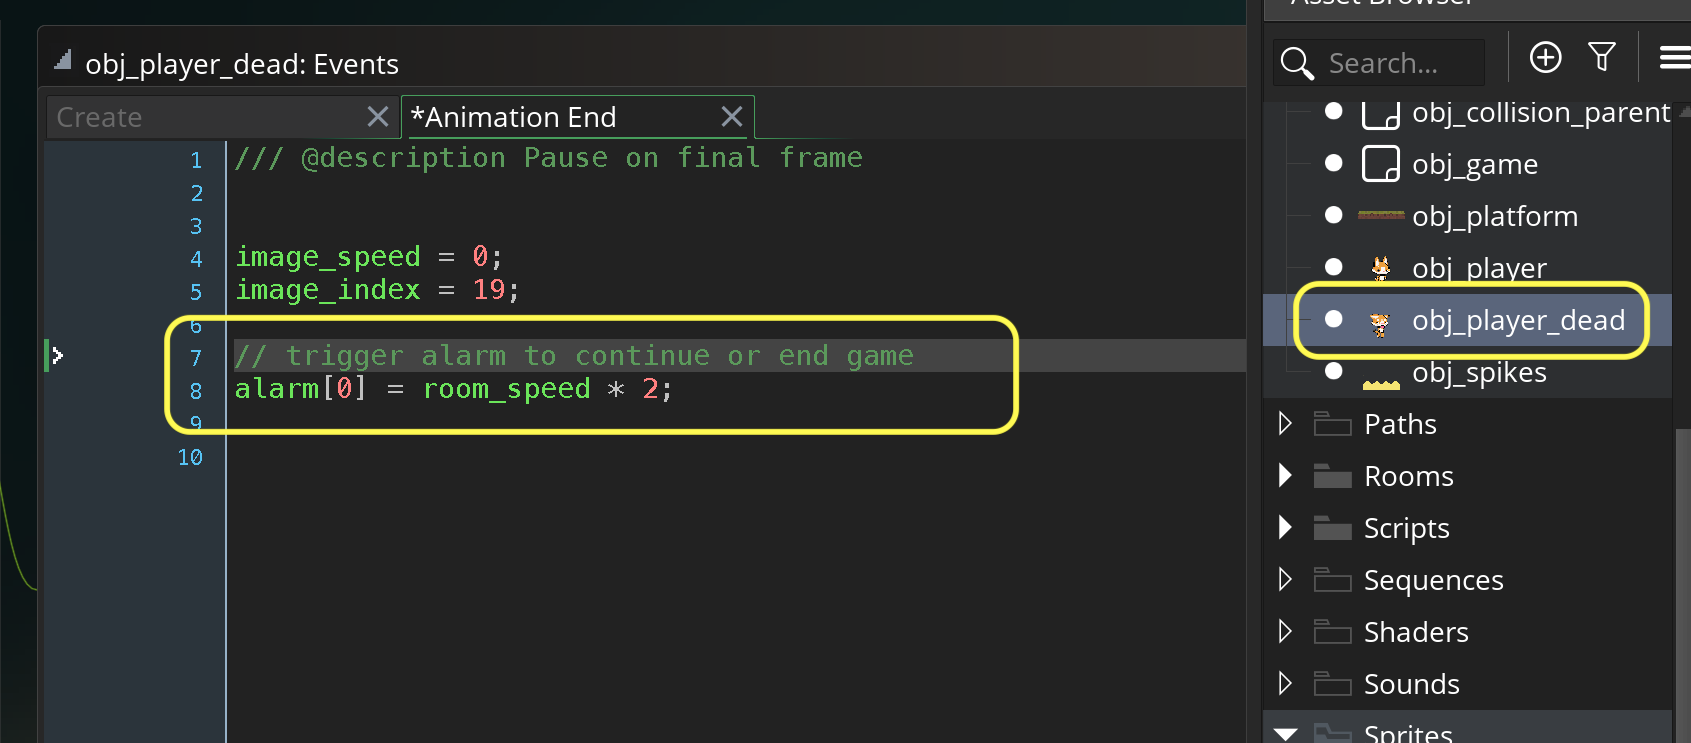 Asset Browser
obj_player_dead: Events
Search...
Create
*Animation End
1 /// @description Pause on final frame
2
3
4 image_speed = 0;
5 image_index = 19;
6
7 // trigger alarm to continue or end game
8 alarm[0] = room_speed * 2;
9
10
obj_collision_parent
obj_game
obj_platform
obj_player
obj_player_dead
obj_spikes
Paths
Rooms
Scripts
Sequences
Shaders
Sounds
Sprites